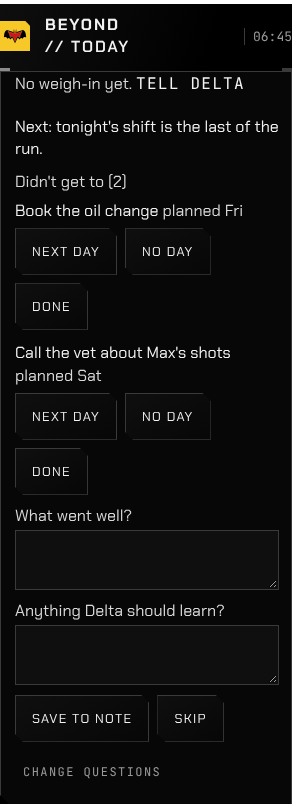 BEYOND
// TODAY
06:45
No weigh-in yet. TELL DELTA
Next: tonight's shift is the last of the
run.
Didn't get to (2)
Book the oil change planned Fri
NEXT DAY
NO DAY
DONE
Call the vet about Max's shots
planned Sat
NEXT DAY
NO DAY
DONE
What went well?
Anything Delta should learn?
SAVE TO NOTE
SKIP
CHANGE QUESTIONS